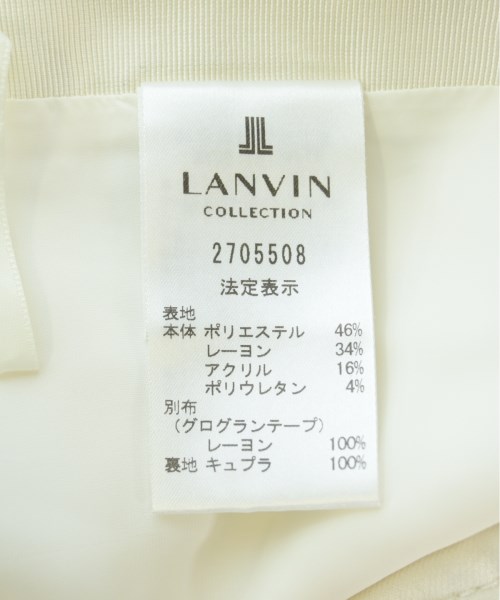 LANVIN
COLLECTION
2705508
法定表示
表地
本体 ポリエステル 46%
レーヨン 34%
アクリル 16%
ポリウレタン 4%
別布
(グログランテープ)
レーヨン 100%
裏地 キュプラ 100%